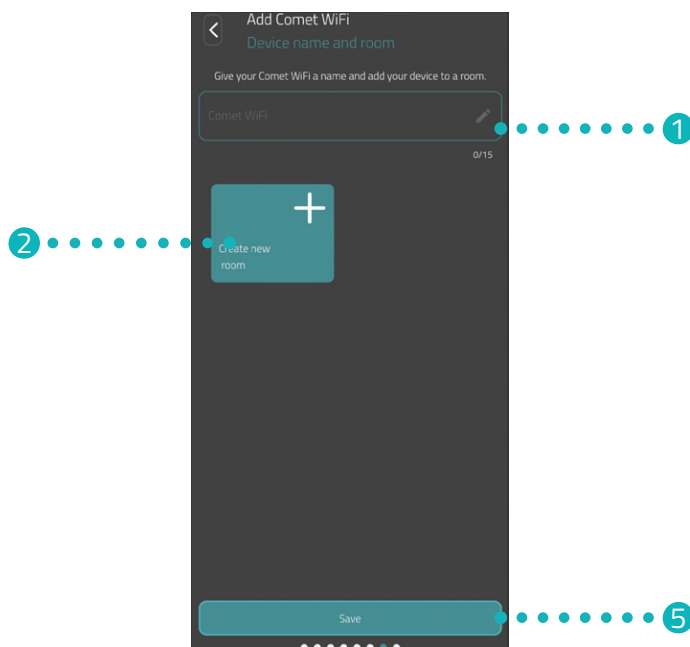 Add Comet WiFi
Device name and room
Give your Comet WiFi a name and add your device to a room.
Comet WiFi
1
0/15
2
Create new
room
Save
5